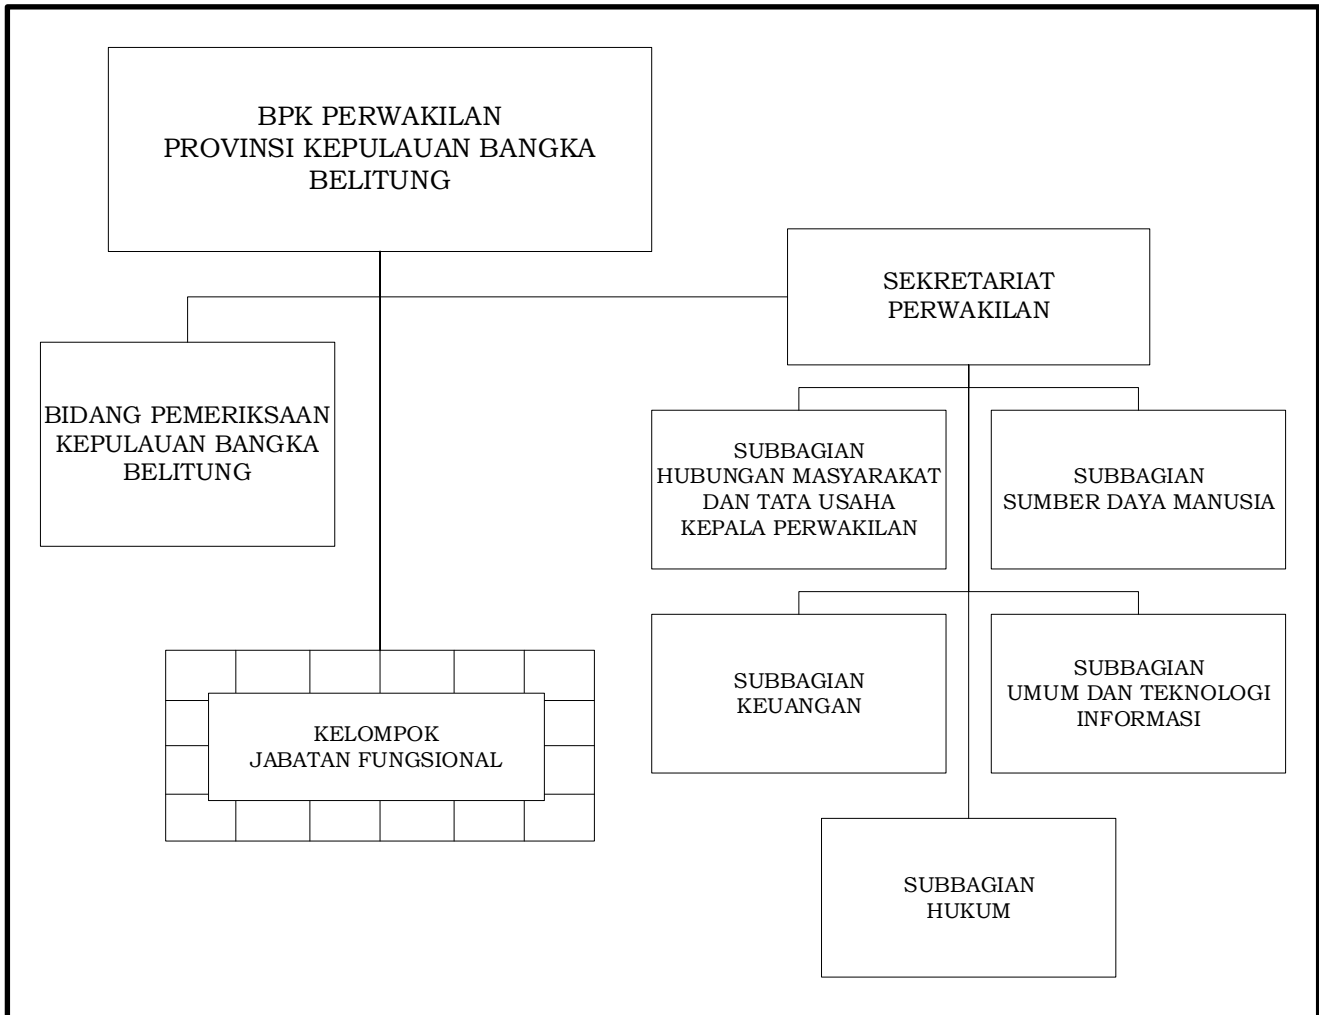 BPK PERWAKILAN
PROVINSI KEPULAUAN BANGKA
BELITUNG
SEKRETARIAT
PERWAKILAN
BIDANG PEMERIKSAAN
KEPULAUAN BANGKA
BELITUNG
SUBBAGIAN
HUBUNGAN MASYARAKAT
DAN TATA USAHA
KEPALA PERWAKILAN
SUBBAGIAN
SUMBER DAYA MANUSIA
SUBBAGIAN
KEUANGAN
SUBBAGIAN
UMUM DAN TEKNOLOGI
INFORMASI
KELOMPOK
JABATAN FUNGSIONAL
SUBBAGIAN
HUKUM